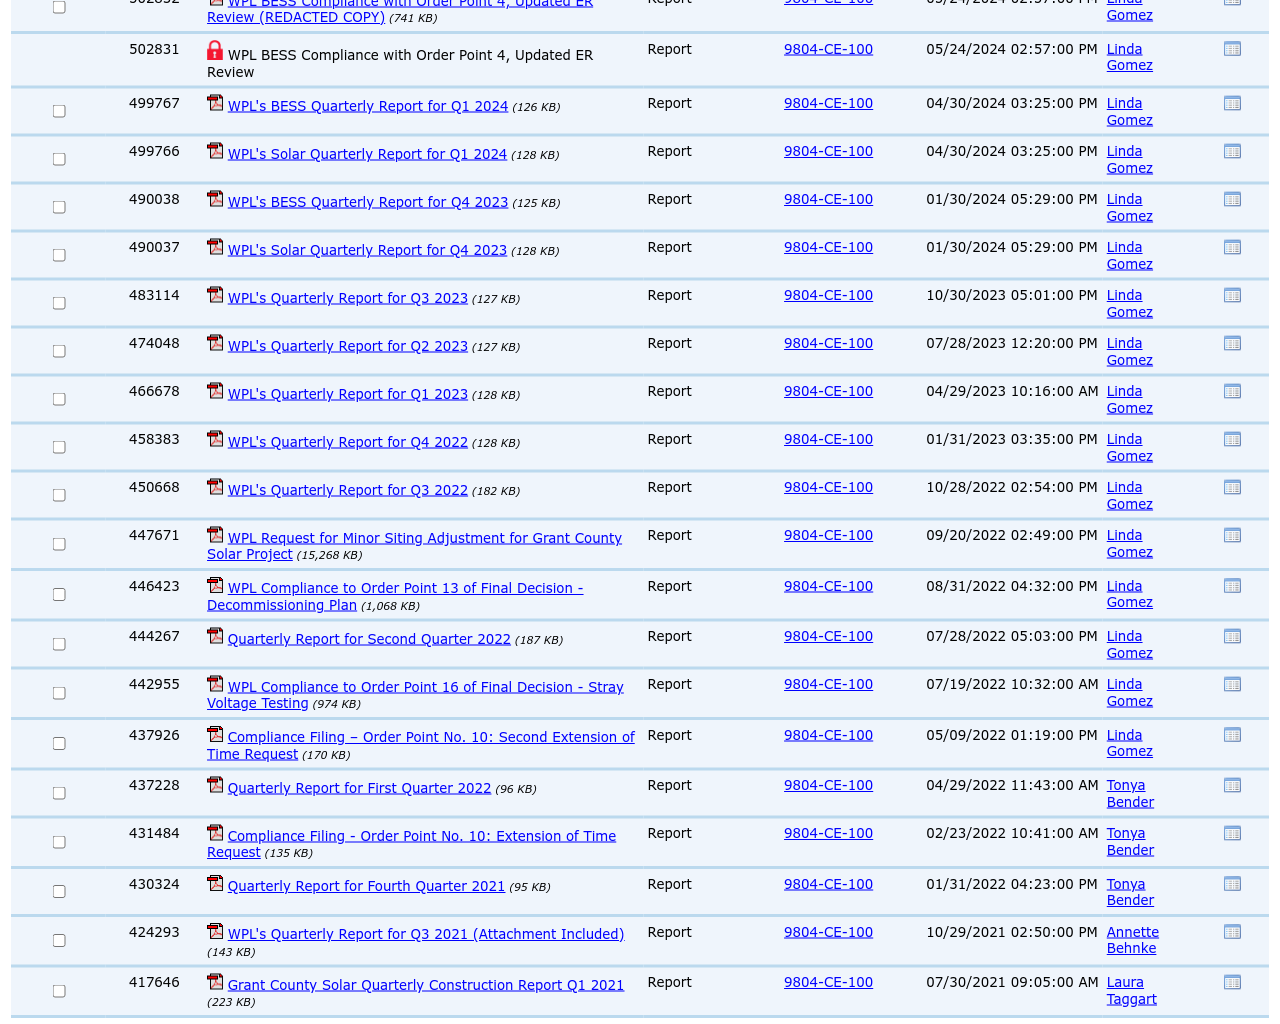 502832 WPL BESS Compliance with Order Point 4, Updated ER Report 9804-CE-100 05/24/2024 02:57:00 PM Linda
Review (REDACTED COPY) (741 KB) Gomez
502831 WPL BESS Compliance with Order Point 4, Updated ER Report 9804-CE-100 05/24/2024 02:57:00 PM Linda
Review Gomez
499767 WPL's BESS Quarterly Report for Q1 2024 (126 KB) Report 9804-CE-100 04/30/2024 03:25:00 PM Linda
Gomez
499766 WPL's Solar Quarterly Report for Q1 2024 (128 KB) Report 9804-CE-100 04/30/2024 03:25:00 PM Linda
Gomez
490038 WPL's BESS Quarterly Report for Q4 2023 (125 KB) Report 9804-CE-100 01/30/2024 05:29:00 PM Linda
Gomez
490037 WPL's Solar Quarterly Report for Q4 2023 (128 KB) Report 9804-CE-100 01/30/2024 05:29:00 PM Linda
Gomez
483114 WPL's Quarterly Report for Q3 2023 (127 KB) Report 9804-CE-100 10/30/2023 05:01:00 PM Linda
Gomez
474048 WPL's Quarterly Report for Q2 2023 (127 KB) Report 9804-CE-100 07/28/2023 12:20:00 PM Linda
Gomez
466678 WPL's Quarterly Report for Q1 2023 (128 KB) Report 9804-CE-100 04/29/2023 10:16:00 AM Linda
Gomez
458383 WPL's Quarterly Report for Q4 2022 (128 KB) Report 9804-CE-100 01/31/2023 03:35:00 PM Linda
Gomez
450668 WPL's Quarterly Report for Q3 2022 (182 KB) Report 9804-CE-100 10/28/2022 02:54:00 PM Linda
Gomez
447671 WPL Request for Minor Siting Adjustment for Grant County Report 9804-CE-100 09/20/2022 02:49:00 PM Linda
Solar Project (15,268 KB) Gomez
446423 WPL Compliance to Order Point 13 of Final Decision - Report 9804-CE-100 08/31/2022 04:32:00 PM Linda
Decommissioning Plan (1,068 KB) Gomez
444267 Quarterly Report for Second Quarter 2022 (187 KB) Report 9804-CE-100 07/28/2022 05:03:00 PM Linda
Gomez
442955 WPL Compliance to Order Point 16 of Final Decision - Stray Report 9804-CE-100 07/19/2022 10:32:00 AM Linda
Voltage Testing (974 KB) Gomez
437926 Compliance Filing – Order Point No. 10: Second Extension of Report 9804-CE-100 05/09/2022 01:19:00 PM Linda
Time Request (170 KB) Gomez
437228 Quarterly Report for First Quarter 2022 (96 KB) Report 9804-CE-100 04/29/2022 11:43:00 AM Tonya
Bender
431484 Compliance Filing - Order Point No. 10: Extension of Time Report 9804-CE-100 02/23/2022 10:41:00 AM Tonya
Request (135 KB) Bender
430324 Quarterly Report for Fourth Quarter 2021 (95 KB) Report 9804-CE-100 01/31/2022 04:23:00 PM Tonya
Bender
424293 WPL's Quarterly Report for Q3 2021 (Attachment Included) Report 9804-CE-100 10/29/2021 02:50:00 PM Annette
(143 KB) Behnke
417646 Grant County Solar Quarterly Construction Report Q1 2021 Report 9804-CE-100 07/30/2021 09:05:00 AM Laura
(223 KB) Taggart